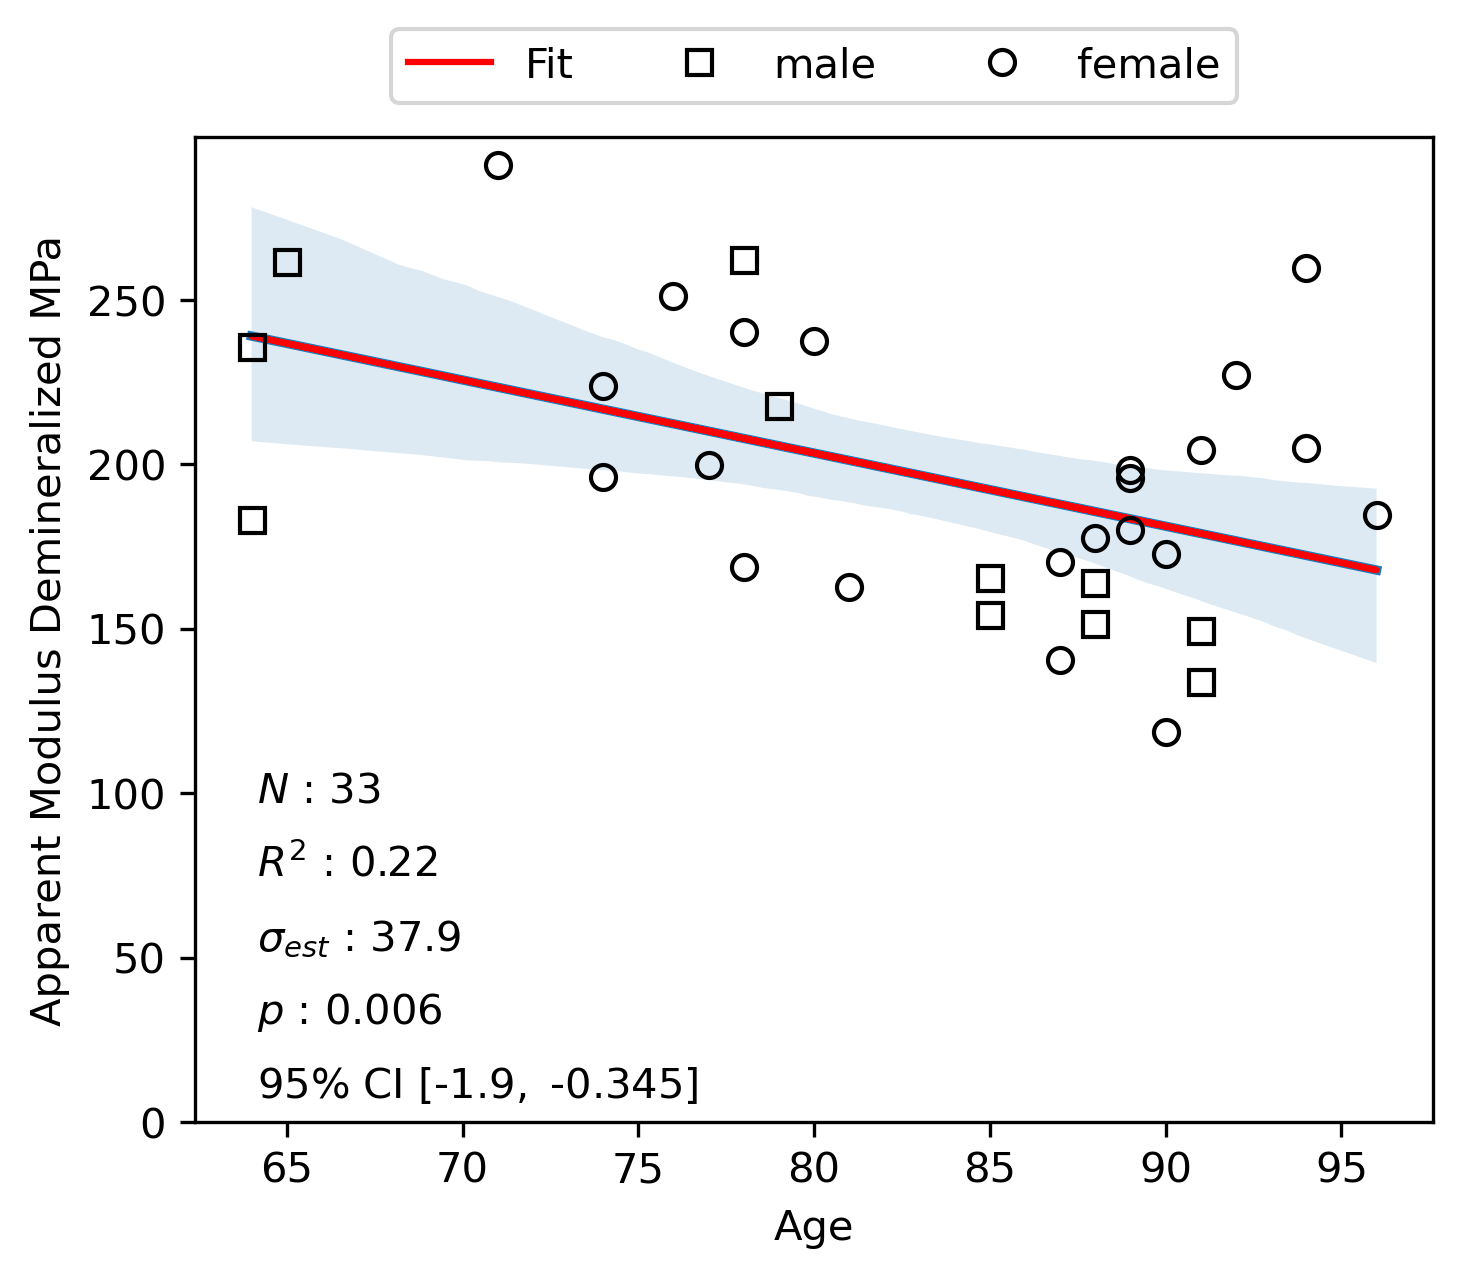 Fit male female
Apparent Modulus Demineralized MPa
250
200
150
100
50
0
N : 33
R² : 0.22
σest : 37.9
p : 0.006
95% CI [-1.9, -0.345]
65 70 75 80 85 90 95
Age